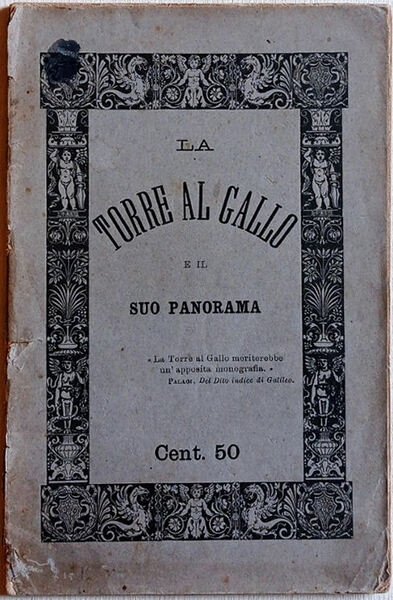 LA
TORRE AL GALLO
E IL
SUO PANORAMA
« La Torre al Gallo meriterebbe
un' apposita monografia. »
PALAGI, Del Dito indice di Galileo.
Cent. 50